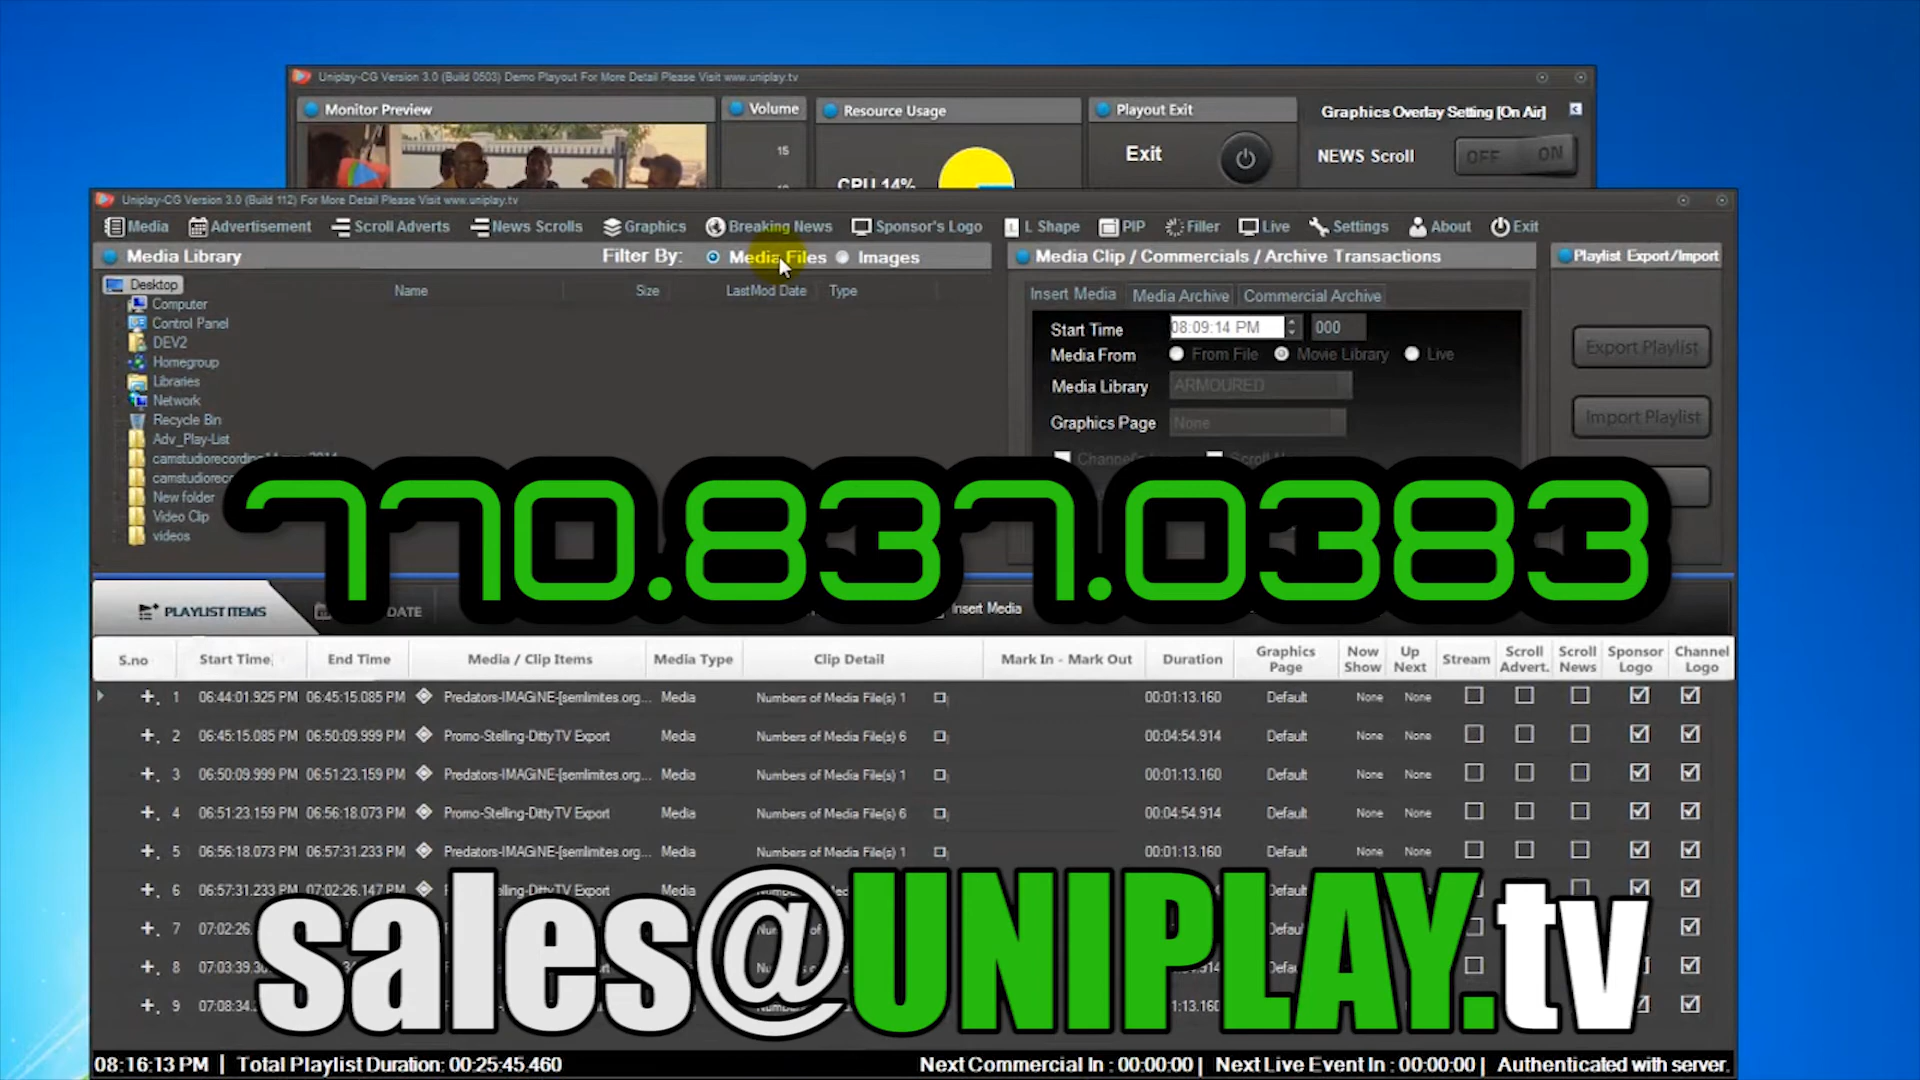 Uniplay-CG Version 3.0 (Build 0503) Demo Playout For More Detail Please Visit www.uniplay.tv
Monitor Preview Volume Resource Usage Playout Exit Graphics Overlay Setting [On Air]
15 CPU 14% Exit NEWS Scroll OFF ON
Uniplay-CG Version 3.0 (Build 112) For More Detail Please Visit www.uniplay.tv
Media Advertisement Scroll Adverts News Scrolls Graphics Breaking News Sponsor's Logo L Shape PIP Filler Live Settings About Exit
Media Library Filter By: Media Files Images
Name Size LastMod Date Type
Desktop
Computer
Control Panel
DEV2
Homegroup
Libraries
Network
Recycle Bin
Adv_Play-List
New folder
Video Clip
videos
Media Clip / Commercials / Archive Transactions
Insert Media Media Archive Commercial Archive
Start Time 08:09:14 PM 000
Media From From File Movie Library Live
Media Library ARMOURED
Graphics Page None
Playlist Export/Import
Export Playlist
Import Playlist
770.837.0383
PLAYLIST ITEMS Insert Media
S.no Start Time End Time Media / Clip Items Media Type Clip Detail Mark In - Mark Out Duration Graphics Page Now Show Up Next Stream Scroll Advert. Scroll News Sponsor Logo Channel Logo
1 06:44:01.925 PM 06:45:15.085 PM Predators-IMAGiNE-[semlimites.org... Media Numbers of Media File(s) 1 00:01:13.160 Default None None
2 06:45:15.085 PM 06:50:09.999 PM Promo-Stelling-DittyTV Export Media Numbers of Media File(s) 6 00:04:54.914 Default None None
3 06:50:09.999 PM 06:51:23.159 PM Predators-IMAGiNE-[semlimites.org... Media Numbers of Media File(s) 1 00:01:13.160 Default None None
4 06:51:23.159 PM 06:56:18.073 PM Promo-Stelling-DittyTV Export Media Numbers of Media File(s) 6 00:04:54.914 Default None None
5 06:56:18.073 PM 06:57:31.233 PM Predators-IMAGiNE-[semlimites.org... Media Numbers of Media File(s) 1 00:01:13.160 Default None None
6 06:57:31.233 PM 07:02:26.147 PM
7
8
9
sales@UNIPLAY.tv
08:16:13 PM | Total Playlist Duration: 00:25:45.460 Next Commercial In : 00:00:00 | Next Live Event In : 00:00:00 | Authenticated with server.